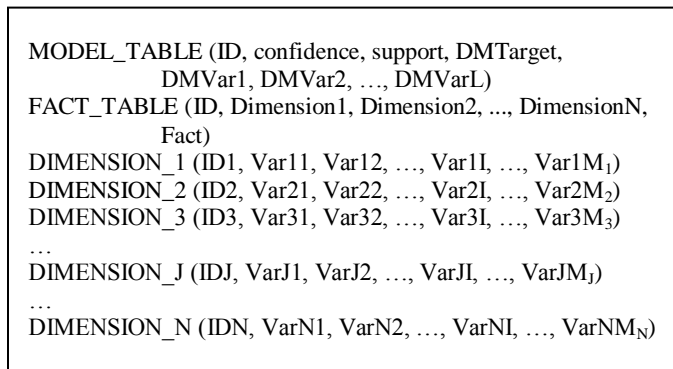 MODEL_TABLE (ID, confidence, support, DMTarget,
DMVar1, DMVar2, …, DMVarL)
FACT_TABLE (ID, Dimension1, Dimension2, ..., DimensionN,
Fact)
DIMENSION_1 (ID1, Var11, Var12, …, Var1I, …, Var1M₁)
DIMENSION_2 (ID2, Var21, Var22, …, Var2I, …, Var2M₂)
DIMENSION_3 (ID3, Var31, Var32, …, Var3I, …, Var3M₃)
…
DIMENSION_J (IDJ, VarJ1, VarJ2, …, VarJI, …, VarJM_J)
…
DIMENSION_N (IDN, VarN1, VarN2, …, VarNI, …, VarNM_N)